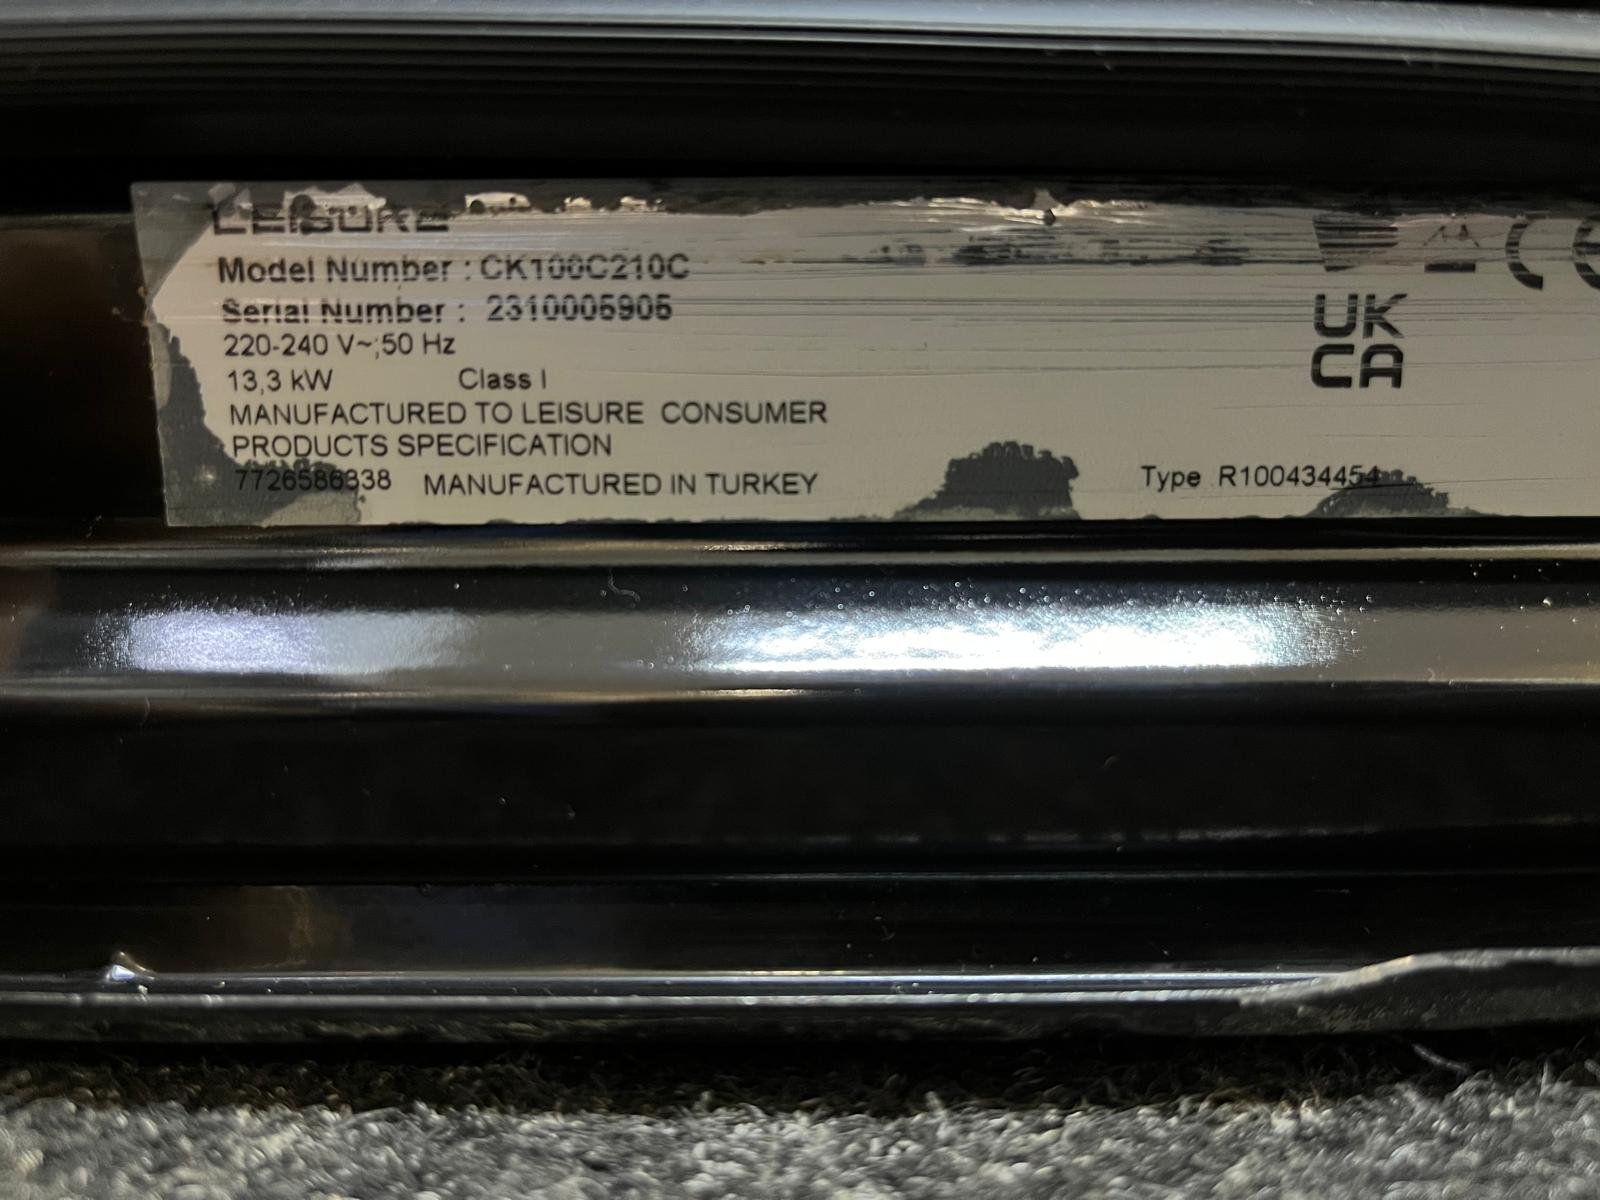 LEISURE
Model Number : CK100C210C
Serial Number : 2310005905
220-240 V~;50 Hz
13,3 kW Class I
MANUFACTURED TO LEISURE CONSUMER
PRODUCTS SPECIFICATION
7726586338 MANUFACTURED IN TURKEY
CE
UK
CA
Type R100434454